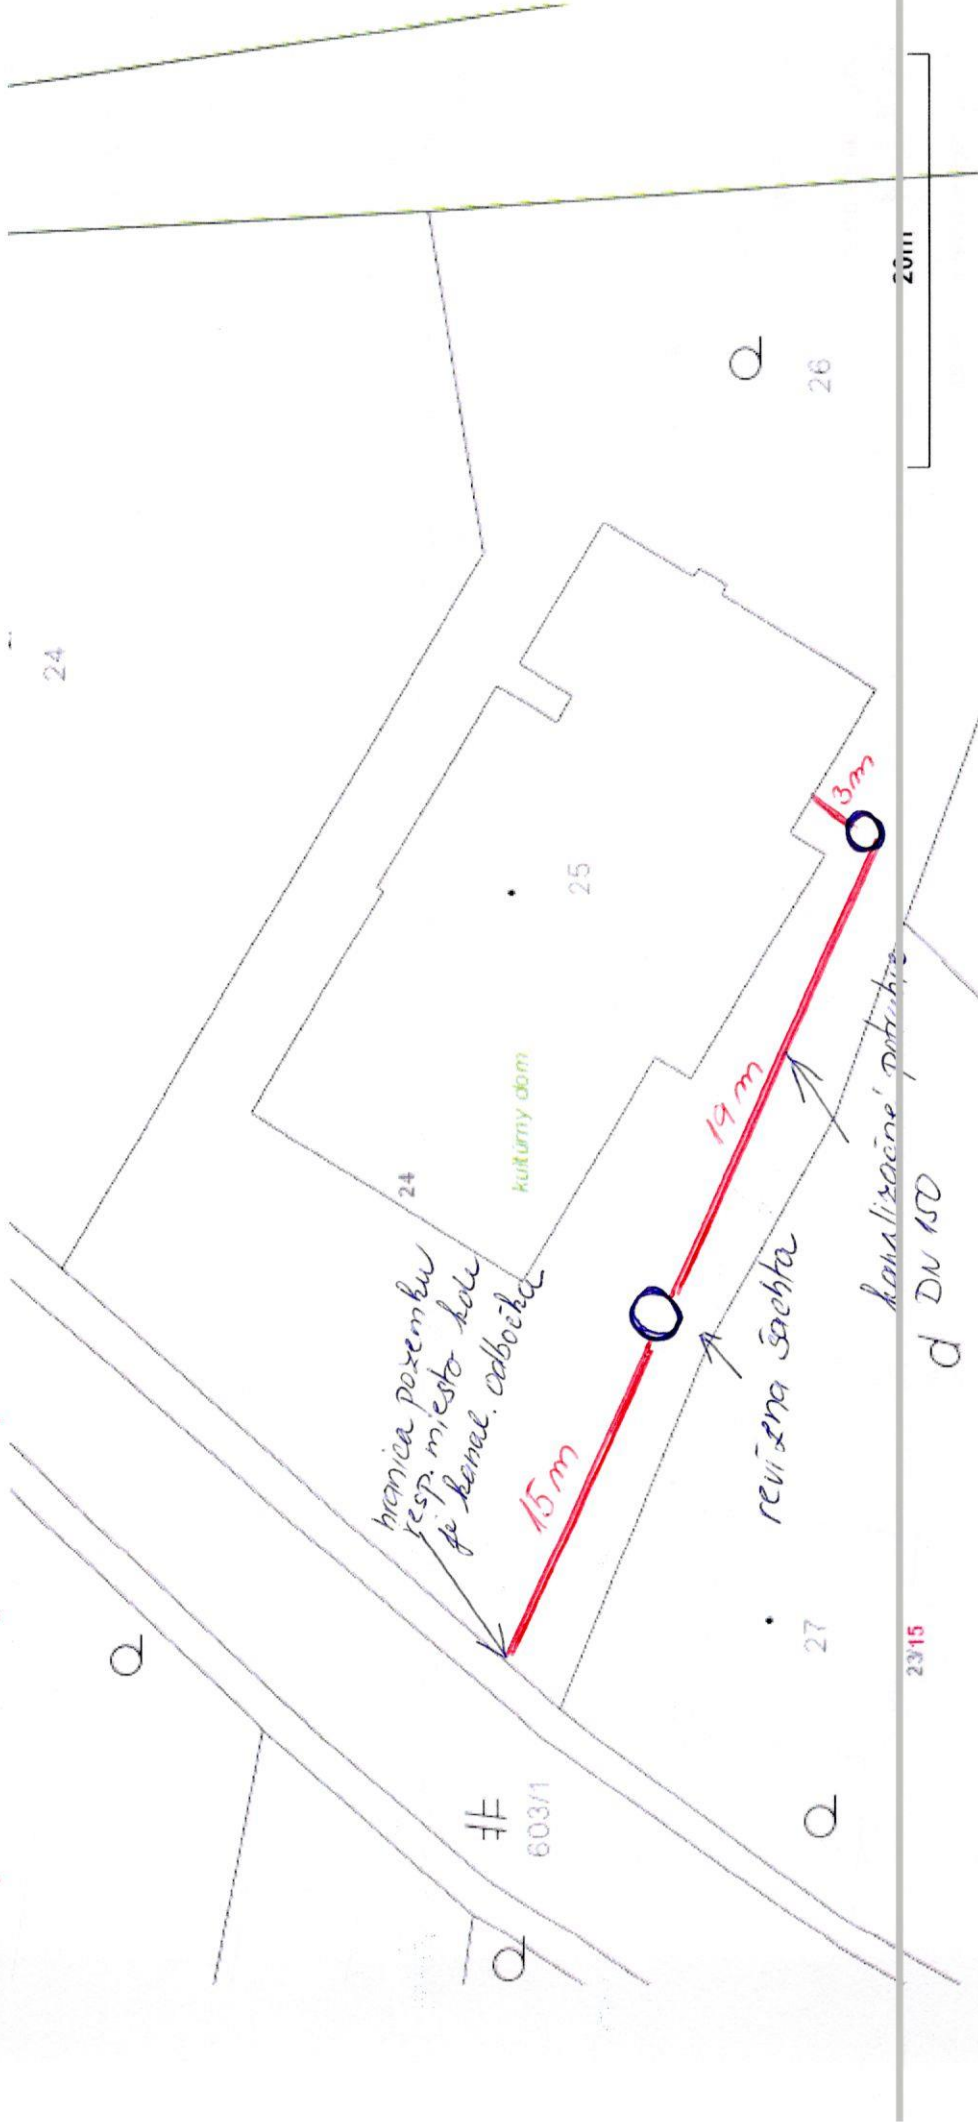 24
26
20m
25
3m
kultúrny dom
24
19 m
hranica pozemku
resp. miesto kde
je kanal. odbočka
15 m
revízna šachta
kanalizačné potrubie
DN 150
27
23/15
603/1